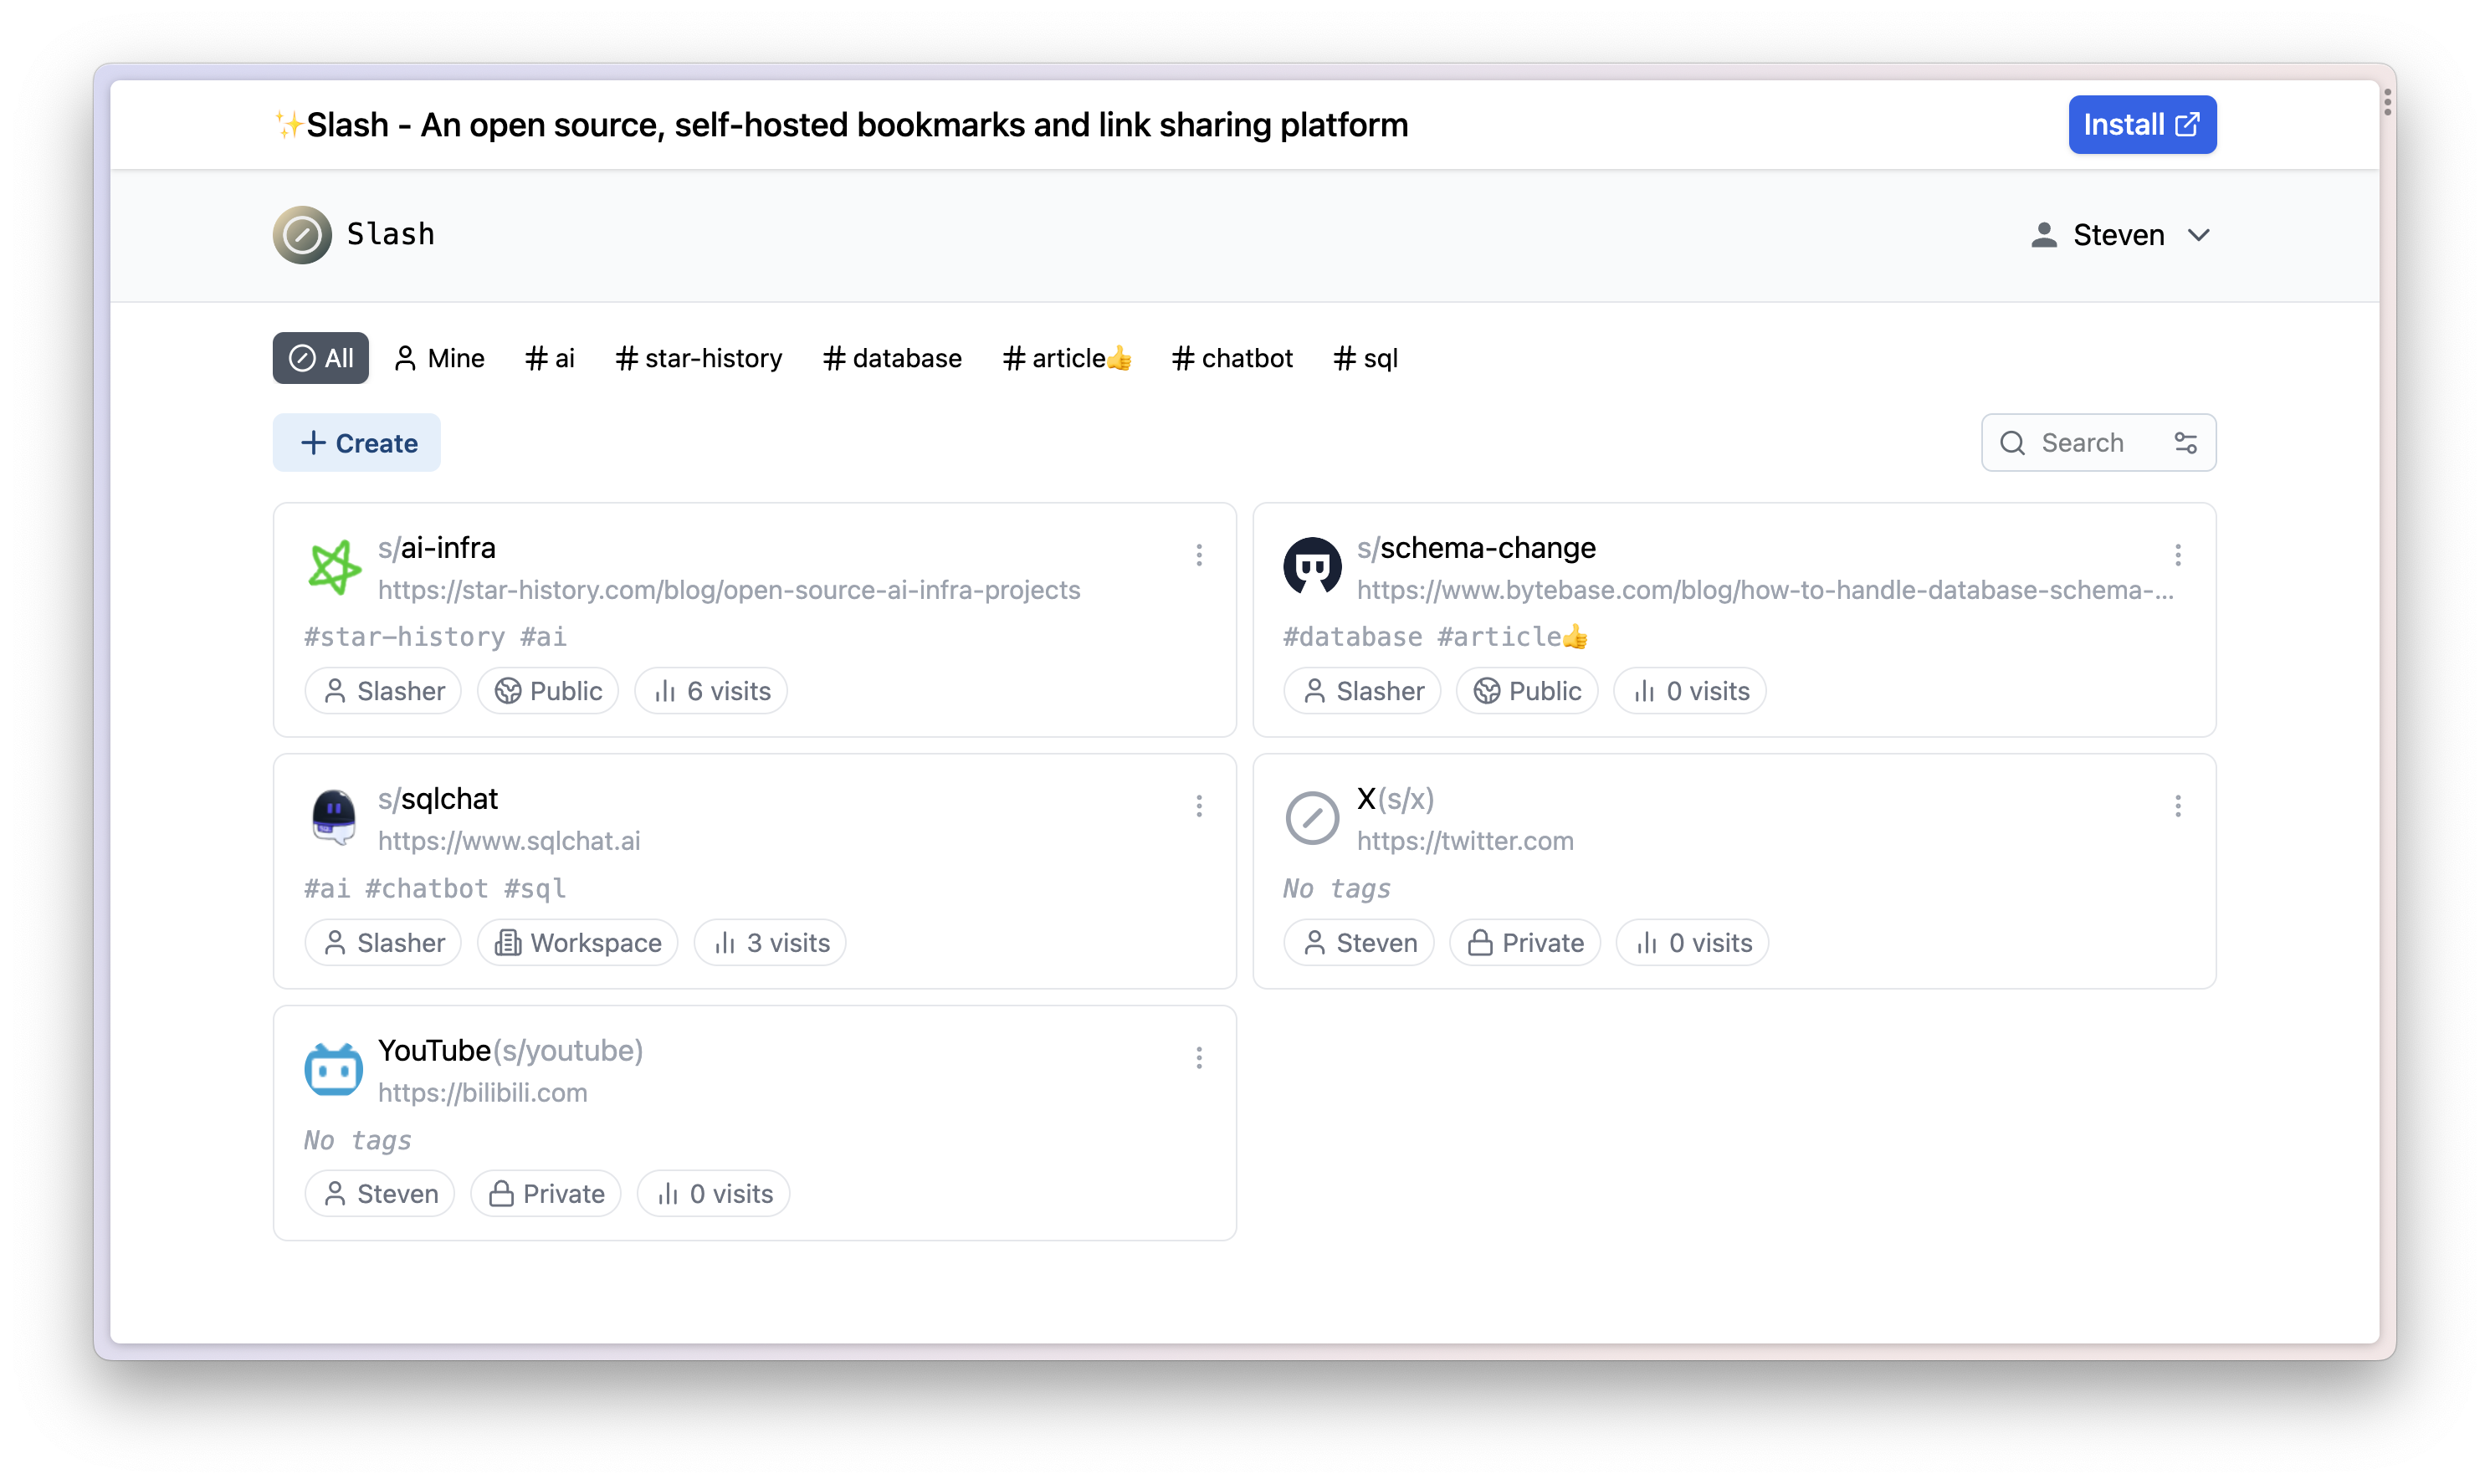 ✨Slash - An open source, self-hosted bookmarks and link sharing platform
Install
Slash
Steven
All Mine # ai # star-history # database # article👍 # chatbot # sql
+ Create
Search
s/ai-infra
https://star-history.com/blog/open-source-ai-infra-projects
#star-history #ai
Slasher Public 6 visits
s/schema-change
https://www.bytebase.com/blog/how-to-handle-database-schema-...
#database #article👍
Slasher Public 0 visits
s/sqlchat
https://www.sqlchat.ai
#ai #chatbot #sql
Slasher Workspace 3 visits
X(s/x)
https://twitter.com
No tags
Steven Private 0 visits
YouTube(s/youtube)
https://bilibili.com
No tags
Steven Private 0 visits